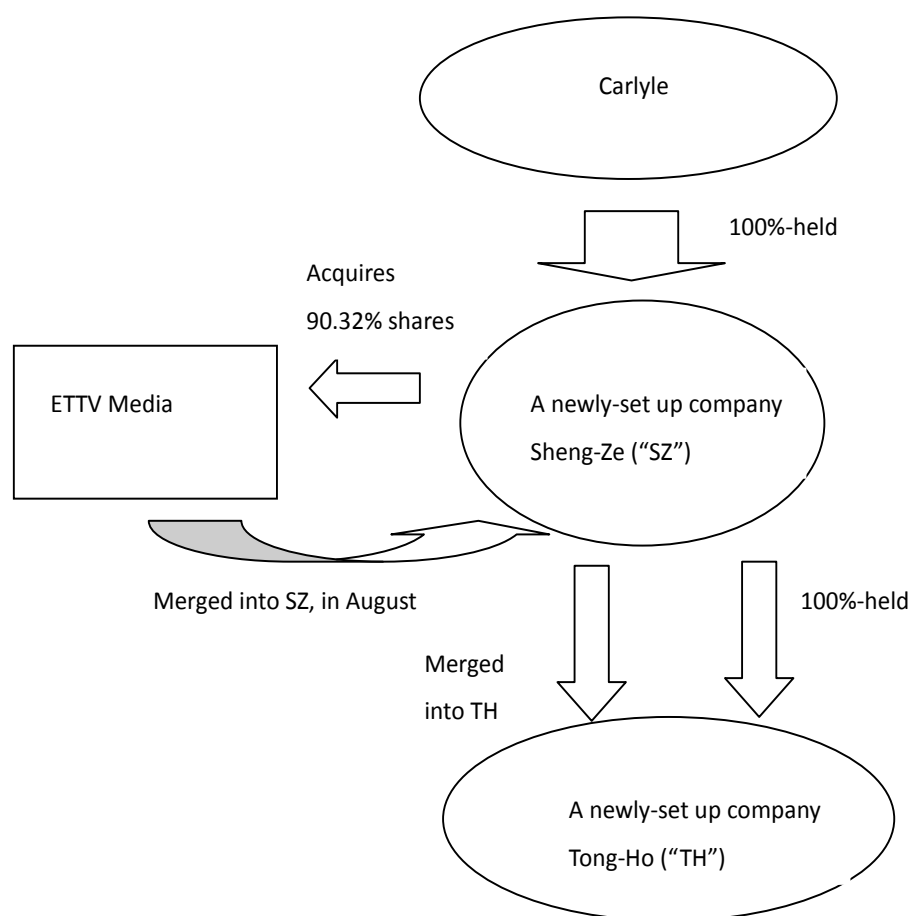 Carlyle
100%-held
Acquires
90.32% shares
ETTV Media
A newly-set up company
Sheng-Ze (“SZ”)
Merged into SZ, in August
100%-held
Merged
into TH
A newly-set up company
Tong-Ho (“TH”)